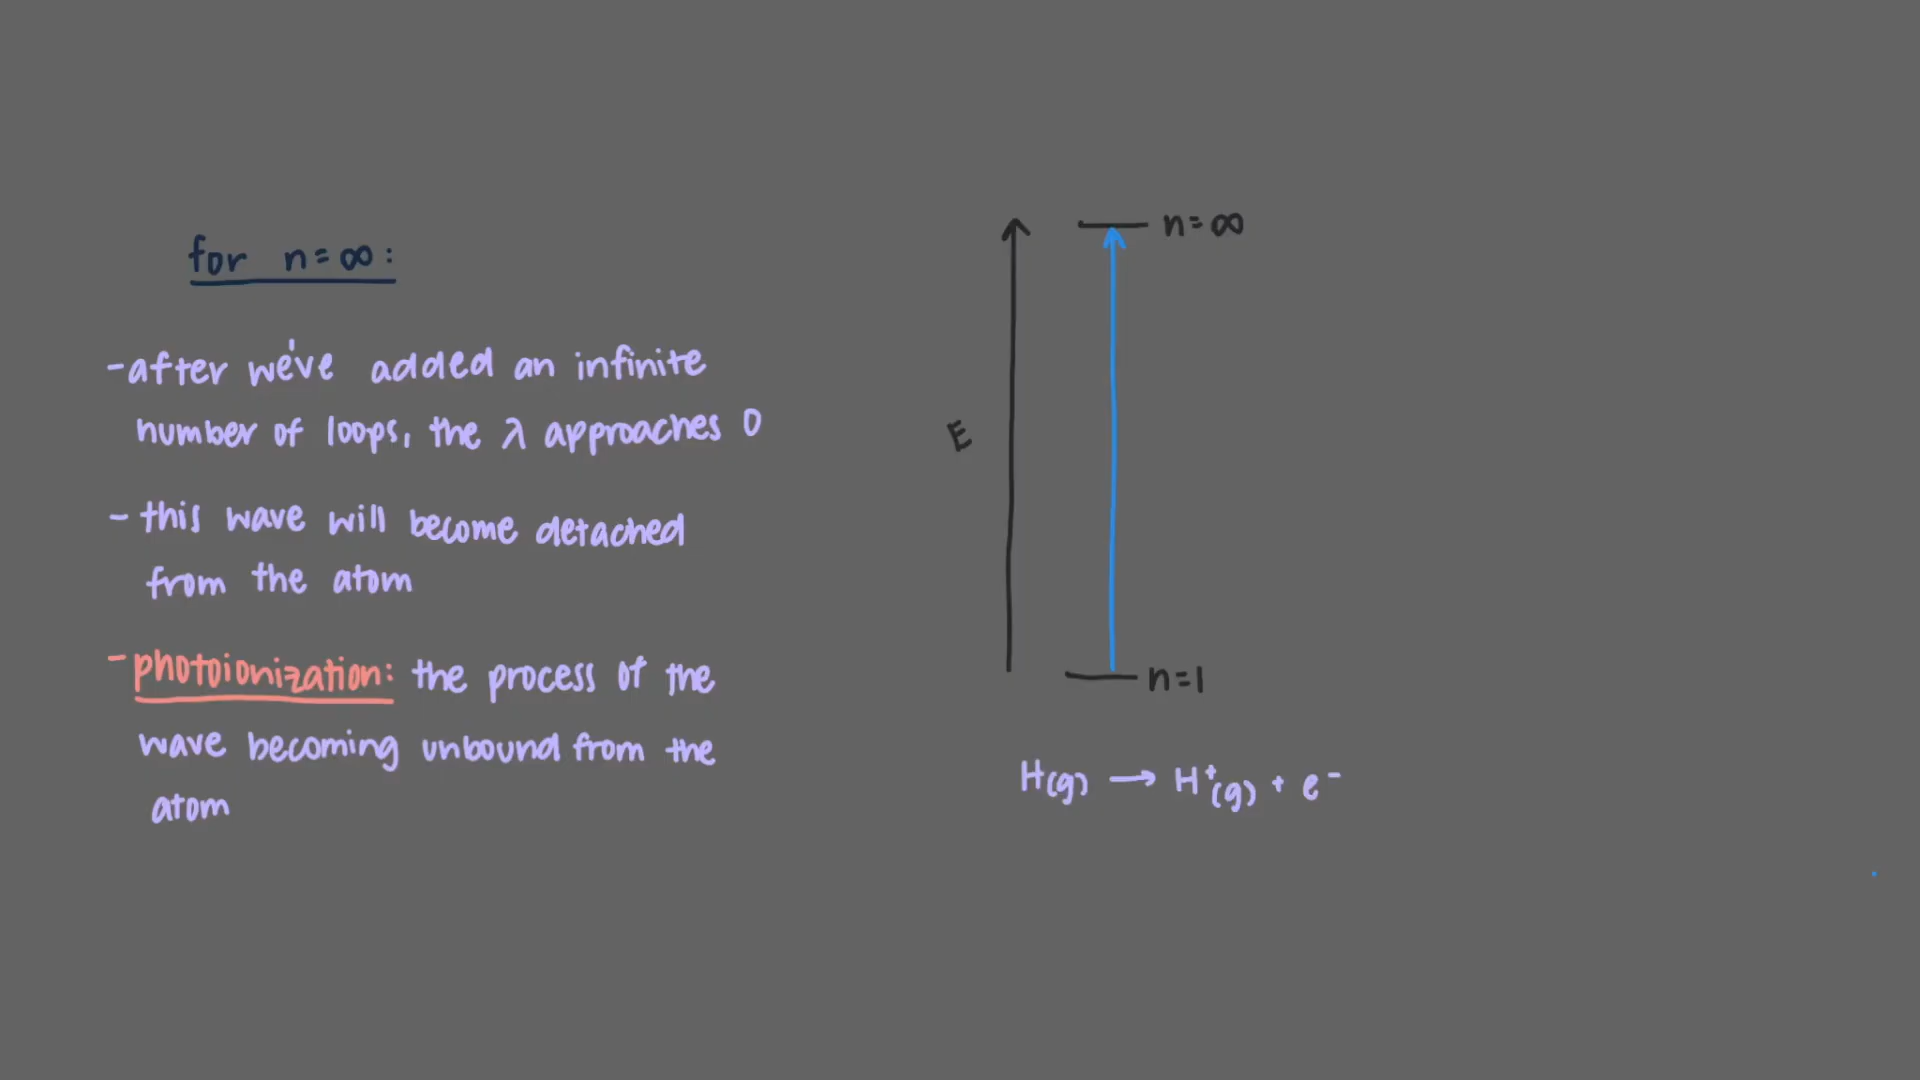 for n=∞:
-after we've added an infinite
number of loops, the λ approaches 0
- this wave will become detached
from the atom
- photoionization: the process of the
wave becoming unbound from the
atom
n=∞
E
n=1
H(g) → H⁺(g) + e⁻